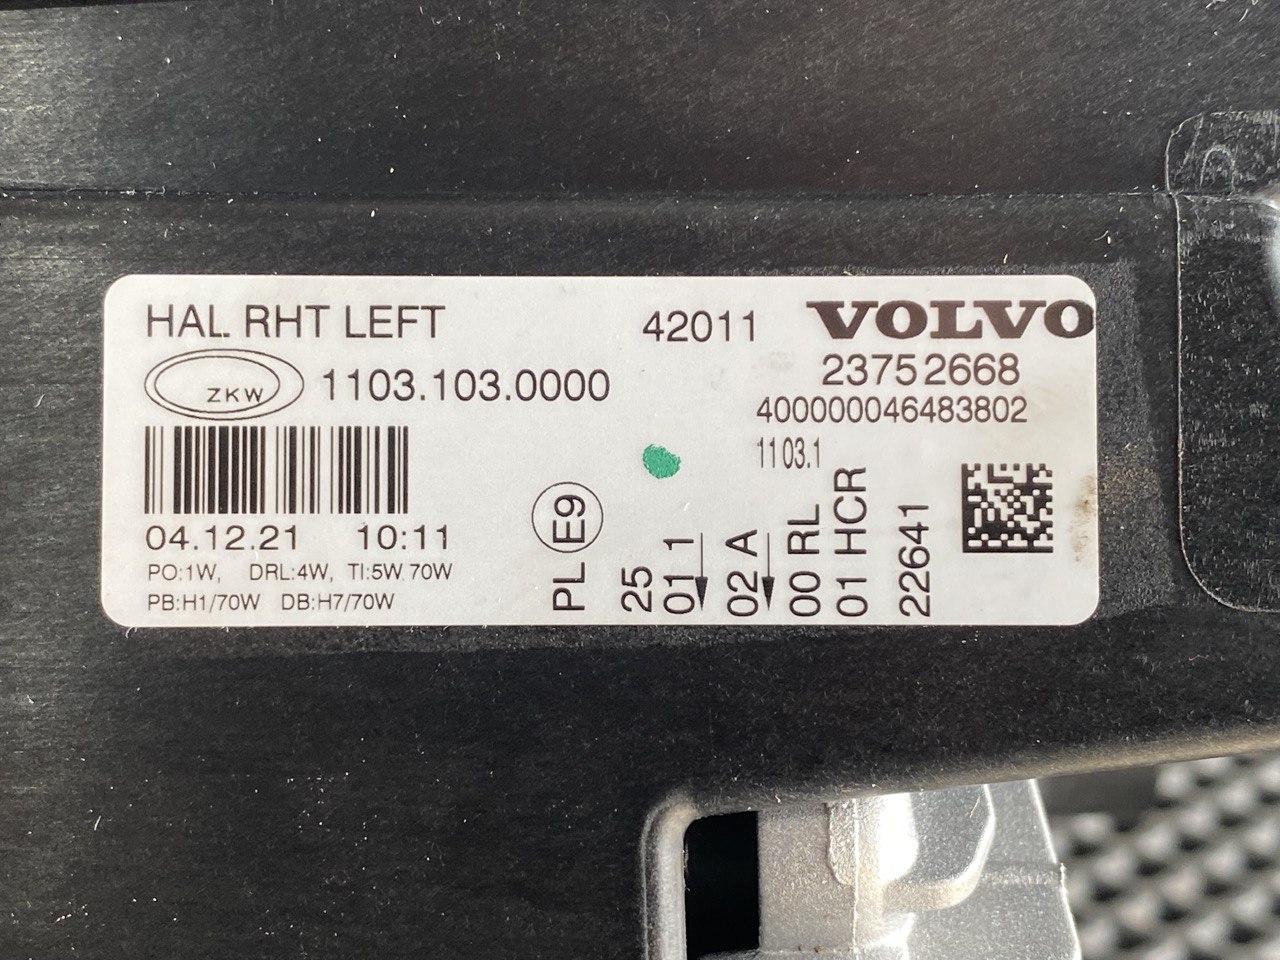 HAL RHT LEFT
42011
VOLVO
ZKW
1103.103.0000
23752668
400000046483802
1103.1
04.12.21 10:11
PO:1W, DRL:4W, TI:5W 70W
PB:H1/70W DB:H7/70W
PL E9
25
01 1
02 A
00 RL
01 HCR
22641